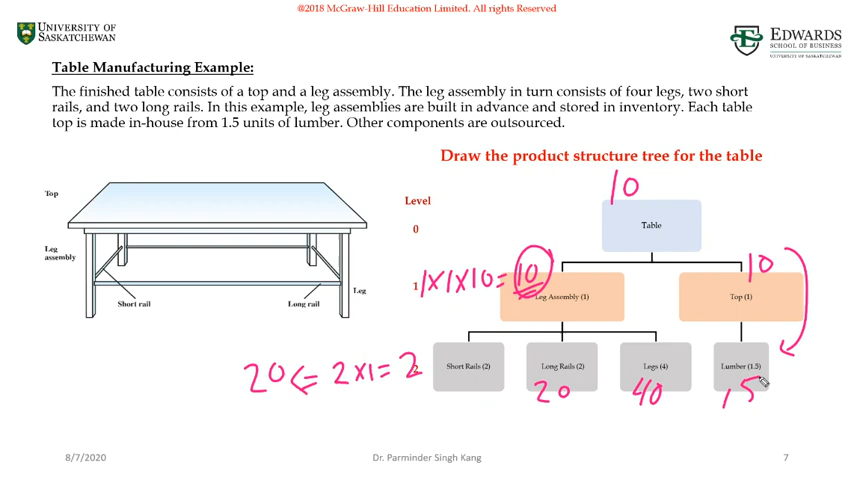 @2018 McGraw-Hill Education Limited. All rights Reserved
UNIVERSITY OF
SASKATCHEWAN
EDWARDS
SCHOOL OF BUSINESS
UNIVERSITY OF SASKATCHEWAN
Table Manufacturing Example:
The finished table consists of a top and a leg assembly. The leg assembly in turn consists of four legs, two short
rails, and two long rails. In this example, leg assemblies are built in advance and stored in inventory. Each table
top is made in-house from 1.5 units of lumber. Other components are outsourced.
Draw the product structure tree for the table
Top
Leg
assembly
Short rail
Long rail
Leg
Level
0
1
2
10
Table
1x1x10=10
10
Leg Assembly (1)
Top (1)
20 <= 2x1=2
Short Rails (2)
Long Rails (2)
Legs (4)
Lumber (1.5)
20
40
15
8/7/2020
Dr. Parminder Singh Kang
7